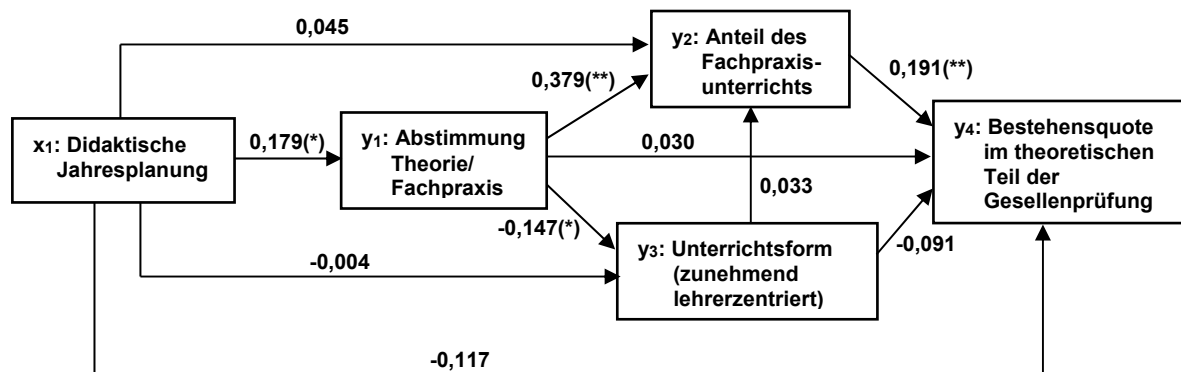 0,045
y2: Anteil des
Fachpraxis-
unterrichts
0,379(**)
0,191(**)
x1: Didaktische
Jahresplanung
0,179(*)
y1: Abstimmung
Theorie/
Fachpraxis
0,030
y4: Bestehensquote
im theoretischen
Teil der
Gesellenprüfung
0,033
-0,147(*)
y3: Unterrichtsform
(zunehmend
lehrerzentriert)
-0,091
-0,004
-0,117